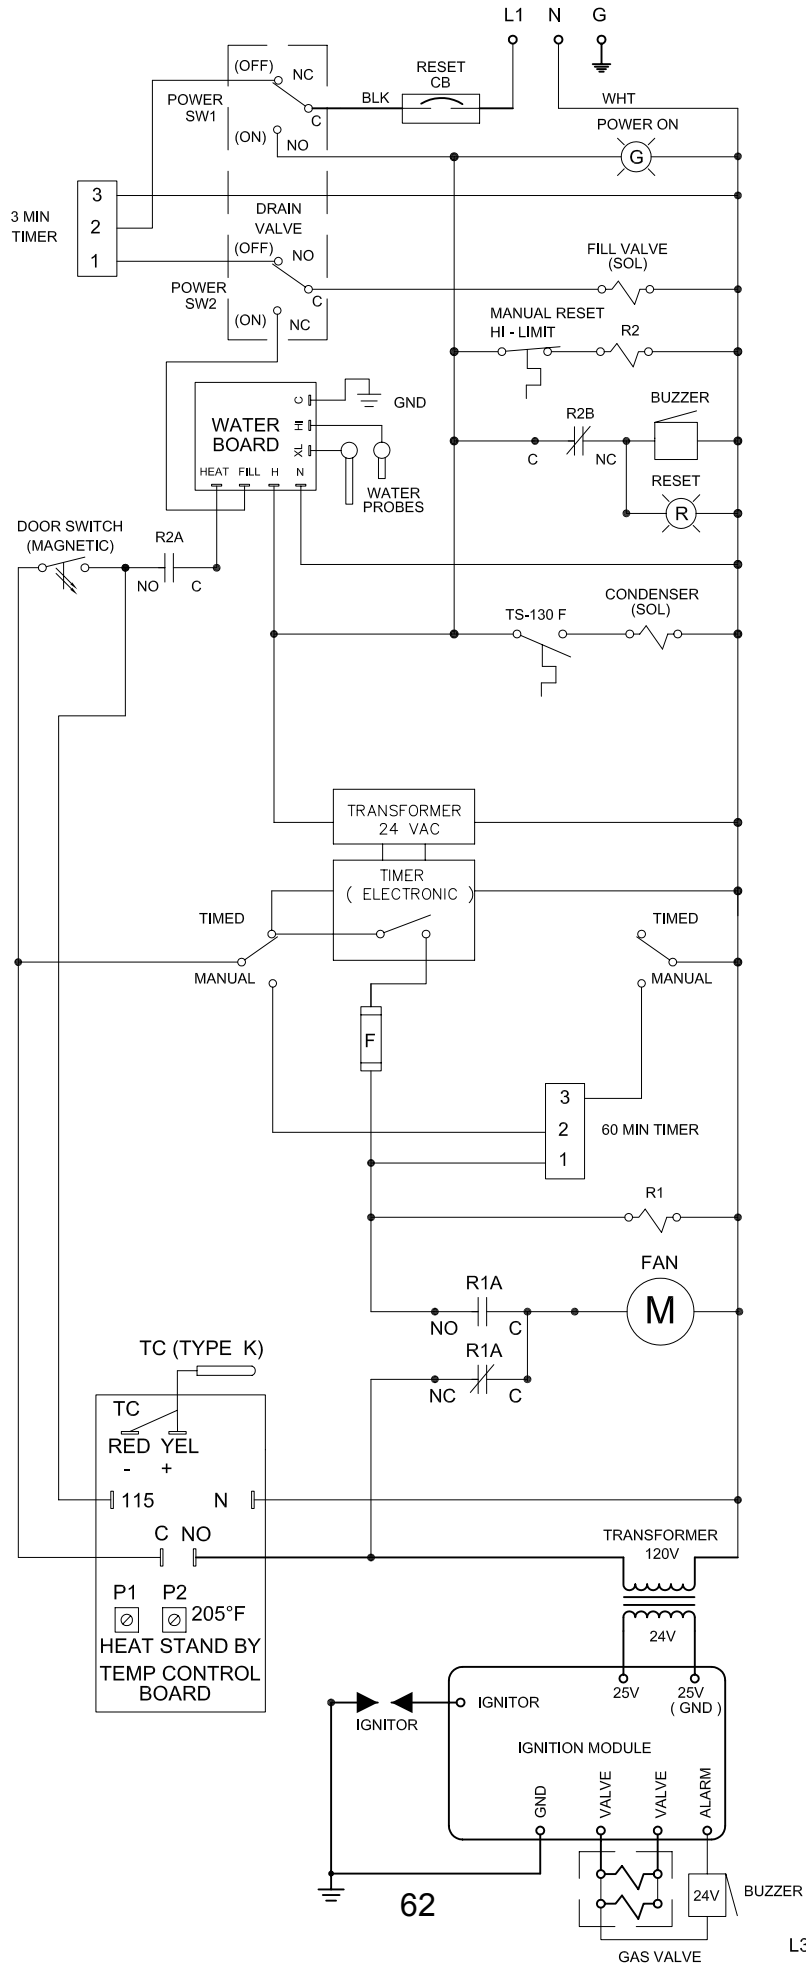 L1 N G
(OFF) NC
RESET
CB
POWER
SW1
BLK
WHT
C
(ON) NO
POWER ON
G
3 MIN
TIMER
3
2
1
DRAIN
VALVE
(OFF) NO
FILL VALVE
(SOL)
POWER
SW2
C
(ON) NC
MANUAL RESET
HI - LIMIT
R2
WATER
BOARD
C
HI
XL
GND
HEAT FILL H N
WATER
PROBES
R2B
BUZZER
C NC
RESET
R
DOOR SWITCH
(MAGNETIC)
R2A
NO C
TS-130 F
CONDENSER
(SOL)
TRANSFORMER
24 VAC
TIMER
( ELECTRONIC )
TIMED
MANUAL
TIMED
MANUAL
F
3
2
1
60 MIN TIMER
R1
FAN
M
R1A
NO C
R1A
NC C
TC (TYPE K)
TC
RED YEL
- +
115 N
C NO
P1 P2
205°F
HEAT STAND BY
TEMP CONTROL
BOARD
TRANSFORMER
120V
24V
25V 25V
( GND )
IGNITOR
IGNITOR
IGNITION MODULE
GND
VALVE
VALVE
ALARM
24V
BUZZER
GAS VALVE
62
L3